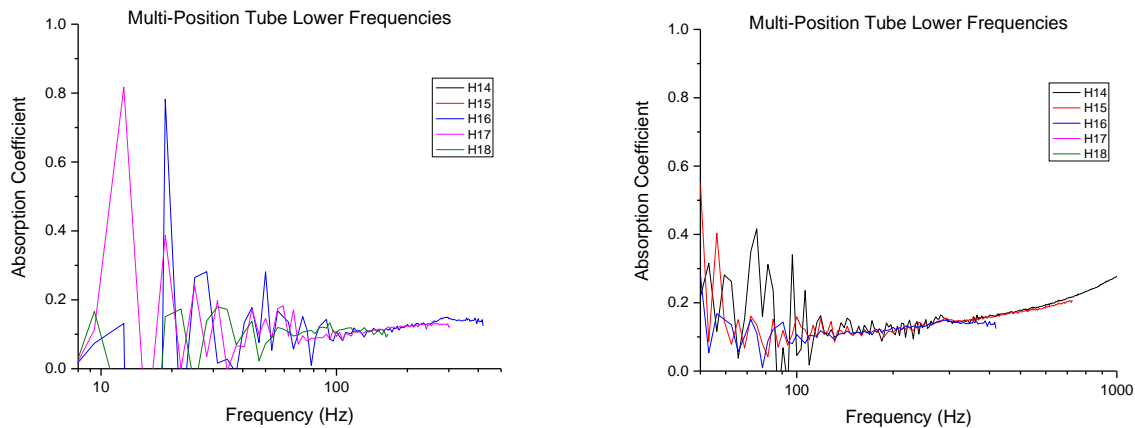 Multi-Position Tube Lower Frequencies
1.0
0.8
0.6
0.4
0.2
0.0
Absorption Coefficient
H14
H15
H16
H17
H18
10
100
Frequency (Hz)
Multi-Position Tube Lower Frequencies
1.0
0.8
0.6
0.4
0.2
0.0
Absorption Coefficient
H14
H15
H16
H17
H18
100
1000
Frequency (Hz)